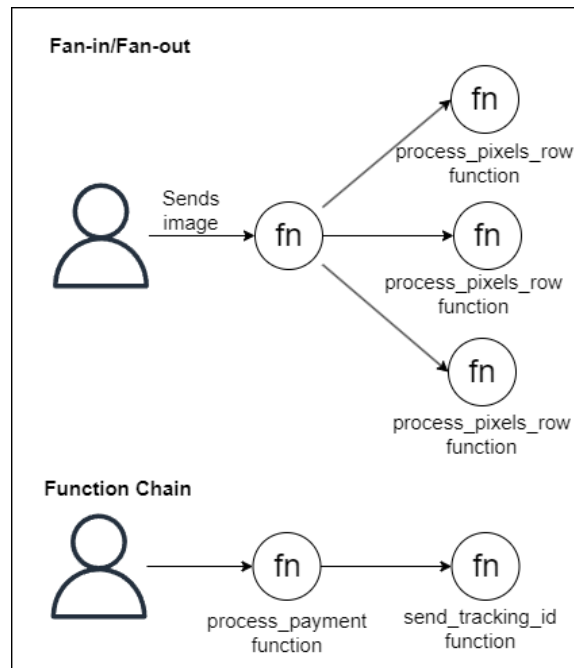 Fan-in/Fan-out
fn
process_pixels_row
function
Sends
image
fn
fn
process_pixels_row
function
fn
process_pixels_row
function
Function Chain
fn
process_payment
function
fn
send_tracking_id
function